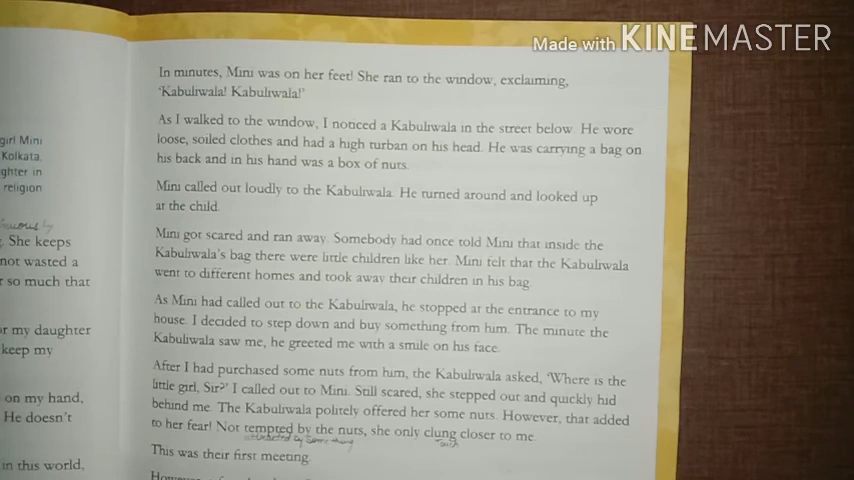 Made with KINEMASTER
girl Mini
Kolkata.
ghter in
religion
She keeps
not wasted a
r so much that
or my daughter
keep my
on my hand,
He doesn't
in this world,
In minutes, Mini was on her feet! She ran to the window, exclaiming,
'Kabuliwala! Kabuliwala!'
As I walked to the window, I noticed a Kabuliwala in the street below. He wore
loose, soiled clothes and had a high turban on his head. He was carrying a bag on
his back and in his hand was a box of nuts.
Mini called out loudly to the Kabuliwala. He turned around and looked up
at the child.
Mini got scared and ran away. Somebody had once told Mini that inside the
Kabuliwala's bag there were little children like her. Mini felt that the Kabuliwala
went to different homes and took away their children in his bag.
As Mini had called out to the Kabuliwala, he stopped at the entrance to my
house. I decided to step down and buy something from him. The minute the
Kabuliwala saw me, he greeted me with a smile on his face.
After I had purchased some nuts from him, the Kabuliwala asked, 'Where is the
little girl, Sir?' I called out to Mini. Still scared, she stepped out and quickly hid
behind me. The Kabuliwala politely offered her some nuts. However, that added
to her fear! Not tempted by the nuts, she only clung closer to me.
attracted by something
This was their first meeting.